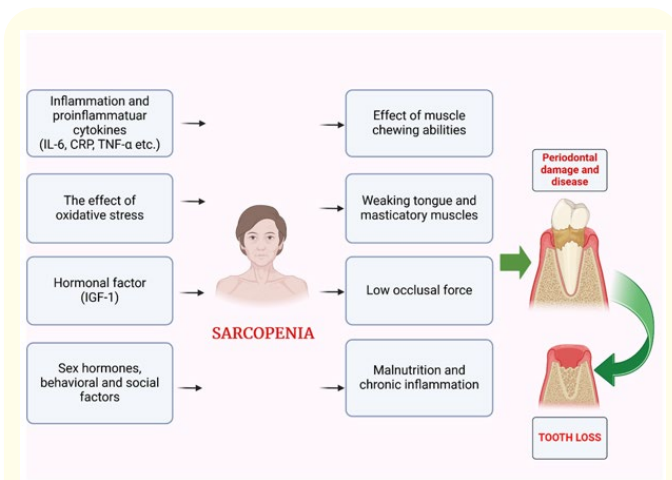 Inflammation and
proinflammatuar
cytokines
(IL-6, CRP, TNF-α etc.)
The effect of
oxidative stress
Hormonal factor
(IGF-1)
Sex hormones,
behavioral and social
factors
SARCOPENIA
Effect of muscle
chewing abilities
Weaking tongue and
masticatory muscles
Low occlusal force
Malnutrition and
chronic inflammation
Periodontal
damage and
disease
TOOTH LOSS